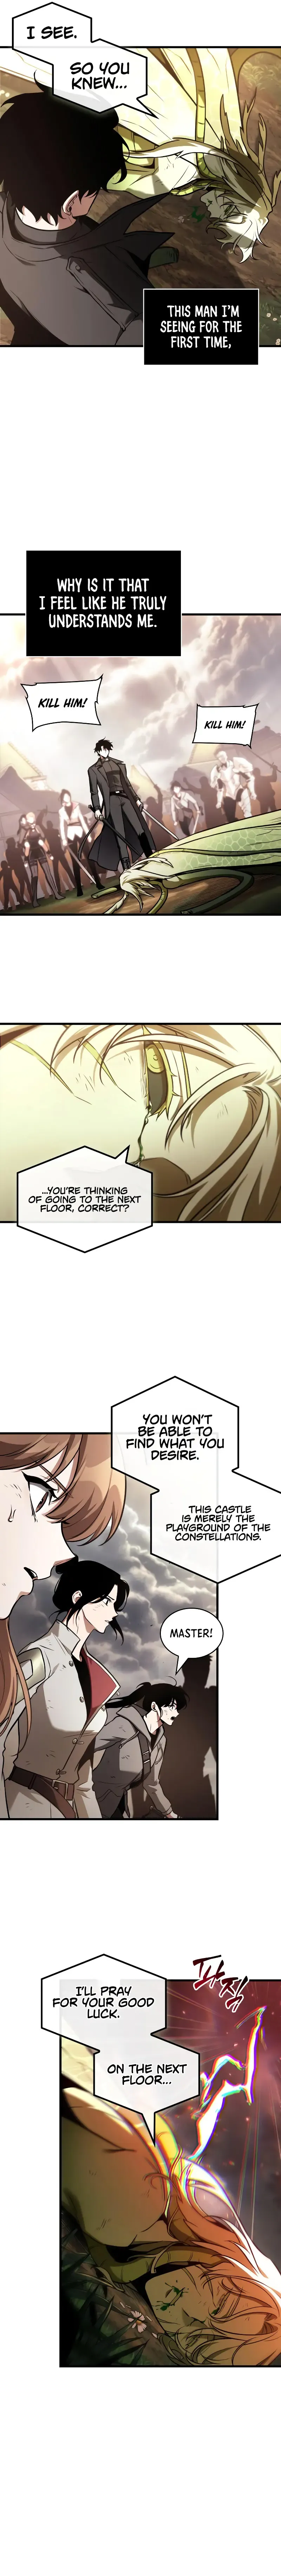 I SEE.
SO YOU
KNEW...
THIS MAN I'M
SEEING FOR THE
FIRST TIME,
WHY IS IT THAT
I FEEL LIKE HE TRULY
UNDERSTANDS ME.
KILL HIM!
KILL HIM!
...YOU'RE THINKING
OF GOING TO THE NEXT
FLOOR, CORRECT?
YOU WON'T
BE ABLE TO
FIND WHAT YOU
DESIRE.
THIS CASTLE
IS MERELY THE
PLAYGROUND OF THE
CONSTELLATIONS.
MASTER!
I'LL PRAY
FOR YOUR GOOD
LUCK.
ON THE NEXT
FLOOR...